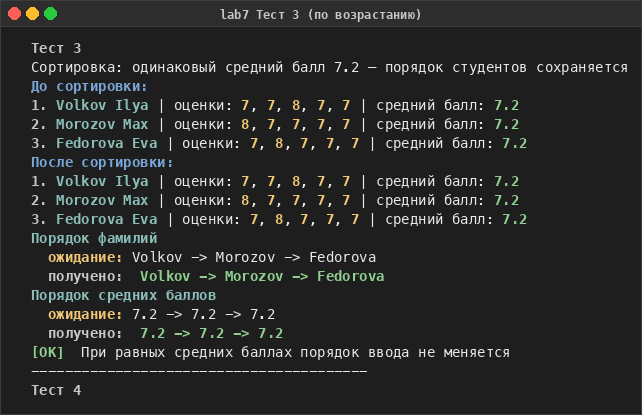 lab7 Тест 3 (по возрастанию)
Тест 3
Сортировка: одинаковый средний балл 7.2 — порядок студентов сохраняется
До сортировки:
1. Volkov Ilya | оценки: 7, 7, 8, 7, 7 | средний балл: 7.2
2. Morozov Max | оценки: 8, 7, 7, 7, 7 | средний балл: 7.2
3. Fedorova Eva | оценки: 7, 8, 7, 7, 7 | средний балл: 7.2
После сортировки:
1. Volkov Ilya | оценки: 7, 7, 8, 7, 7 | средний балл: 7.2
2. Morozov Max | оценки: 8, 7, 7, 7, 7 | средний балл: 7.2
3. Fedorova Eva | оценки: 7, 8, 7, 7, 7 | средний балл: 7.2
Порядок фамилий
ожидание: Volkov –> Morozov –> Fedorova
получено: Volkov –> Morozov –> Fedorova
Порядок средних баллов
ожидание: 7.2 –> 7.2 –> 7.2
получено: 7.2 –> 7.2 –> 7.2
[OK] При равных средних баллах порядок ввода не меняется
––––––––––––––––––––––––––––––––––––––––
Тест 4